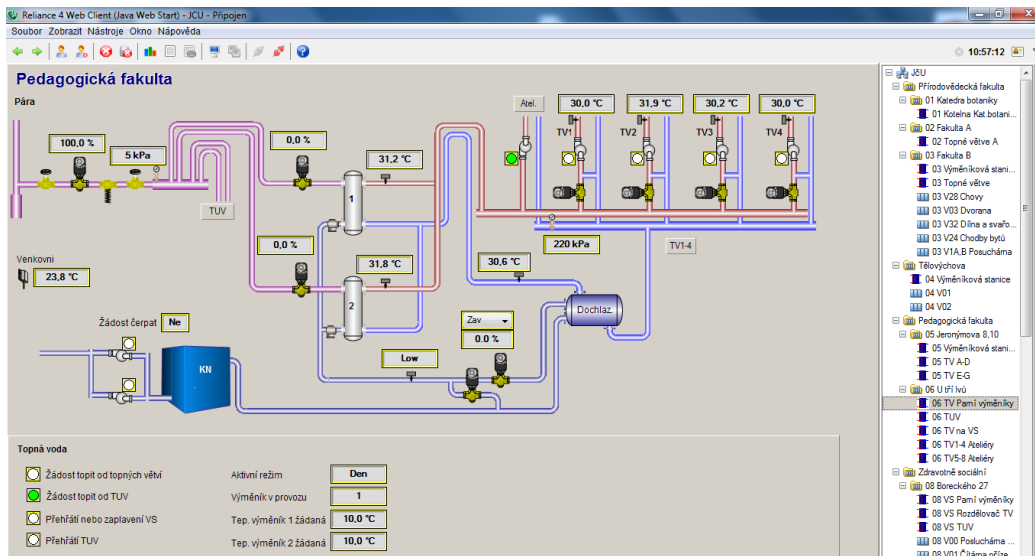 Reliance 4 Web Client (Java Web Start) - JCU - Připojen
Soubor Zobrazit Nástroje Okno Nápověda
10:57:12
Pedagogická fakulta
Pára
100,0 %
5 kPa
TUV
0,0 %
31,2 °C
1
0,0 %
31,8 °C
2
Atel.
30,0 °C
31,9 °C
30,2 °C
30,0 °C
TV1
TV2
TV3
TV4
220 kPa
TV1-4
30,6 °C
Dochlaz.
Zav
0.0 %
Low
Venkovni
23,8 °C
Žádost čerpat
Ne
KN
Topná voda
Žádost topit od topných větví
Žádost topit od TUV
Přehřátí nebo zaplavení VS
Přehřátí TUV
Aktivní režim
Den
Výměník v provozu
1
Tep. výměník 1 žádaná
10,0 °C
Tep. výměník 2 žádaná
10,0 °C
JčU
Přírodovědecká fakulta
01 Katedra botaniky
01 Kotelna Kat.botani...
02 Fakulta A
02 Topné větve A
03 Fakulta B
03 Výměníková stani...
03 Topné větve
03 V28 Chovy
03 V03 Dvorana
03 V32 Dílna a svařo...
03 V24 Chodby bytů
03 V1A,B Posuchárna
Tělovýchova
04 Výměníková stanice
04 V01
04 V02
Pedagogická fakulta
05 Jeronýmova 8,10
05 Výměníková stani...
05 TV A-D
05 TV E-G
06 U tří lvů
06 TV Parní výměníky
06 TUV
06 TV na VS
06 TV1-4 Ateliéry
06 TV5-8 Ateliery
Zdravotně sociální
08 Boreckého 27
08 VS Parní výměníky
08 VS Rozdělovač TV
08 VS TUV
08 V00 Poslucháma ...
08 V01 Čítárna příze...